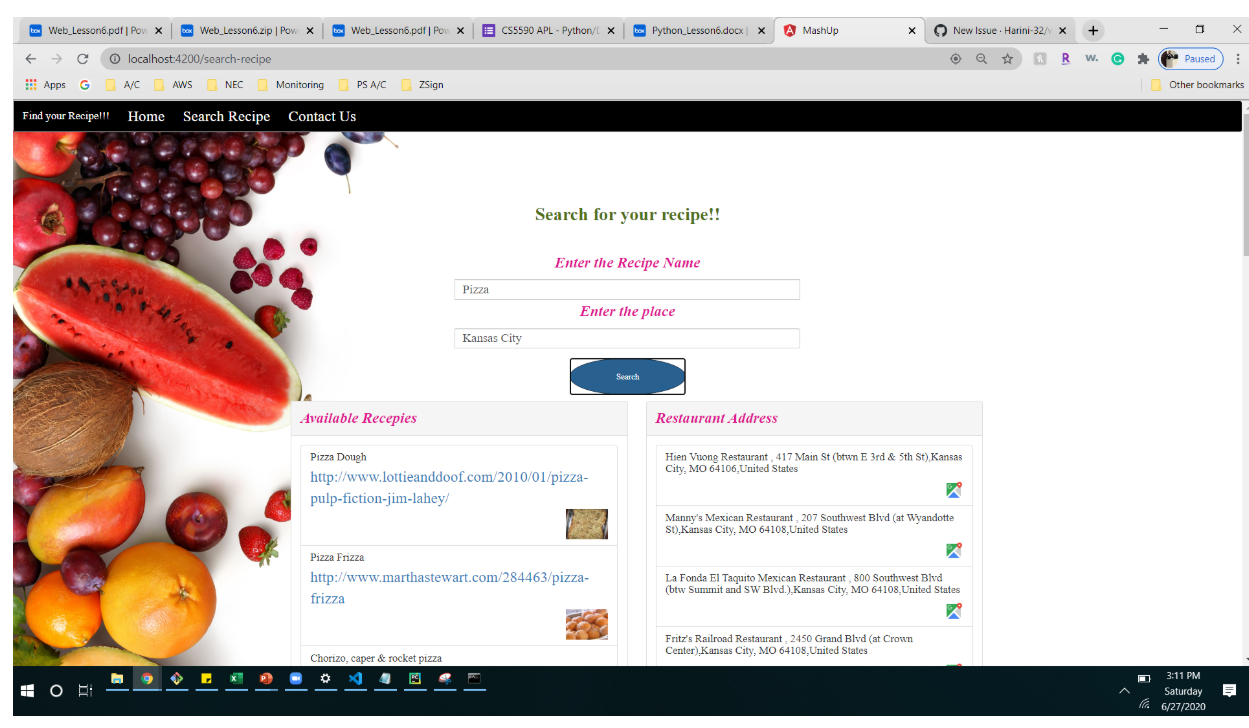 Web_Lesson6.pdf | Pow
Web_Lesson6.zip | Pow
Web_Lesson6.pdf | Pow
CS5590 APL - Python/
Python_Lesson6.docx |
MashUp
New Issue · Harini-32/
localhost:4200/search-recipe
Paused
Apps
A/C
AWS
NEC
Monitoring
PS A/C
ZSign
Other bookmarks
Find your Recipe!!!
Home
Search Recipe
Contact Us
Search for your recipe!!
Enter the Recipe Name
Pizza
Enter the place
Kansas City
Search
Available Recepies
Pizza Dough
http://www.lottieanddoof.com/2010/01/pizza-
pulp-fiction-jim-lahey/
Pizza Frizza
http://www.marthastewart.com/284463/pizza-
frizza
Chorizo, caper & rocket pizza
Restaurant Address
Hien Vuong Restaurant , 417 Main St (btwn E 3rd & 5th St),Kansas
City, MO 64106,United States
Manny's Mexican Restaurant , 207 Southwest Blvd (at Wyandotte
St),Kansas City, MO 64108,United States
La Fonda El Taquito Mexican Restaurant , 800 Southwest Blvd
(btw Summit and SW Blvd.),Kansas City, MO 64108,United States
Fritz's Railroad Restaurant , 2450 Grand Blvd (at Crown
Center),Kansas City, MO 64108,United States
3:11 PM
Saturday
6/27/2020